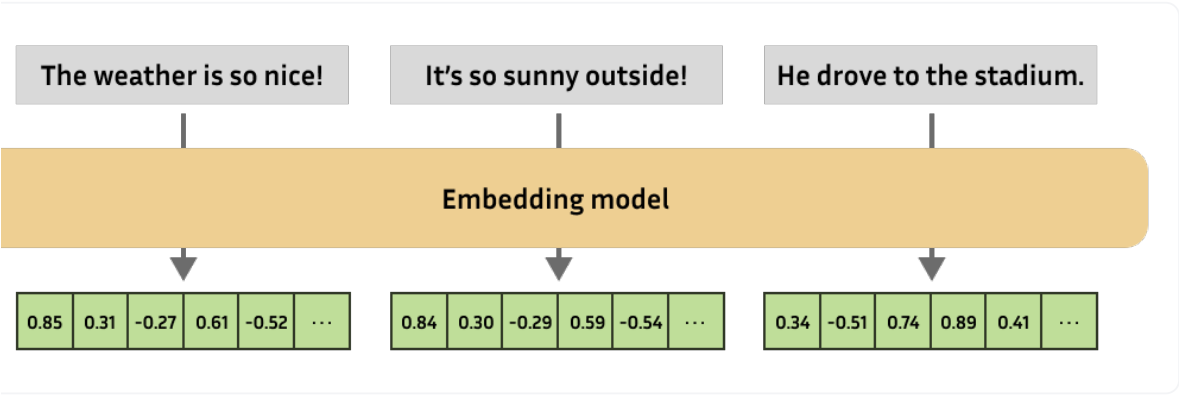 The weather is so nice!
It's so sunny outside!
He drove to the stadium.
Embedding model
0.85 0.31 -0.27 0.61 -0.52 ...
0.84 0.30 -0.29 0.59 -0.54 ...
0.34 -0.51 0.74 0.89 0.41 ...